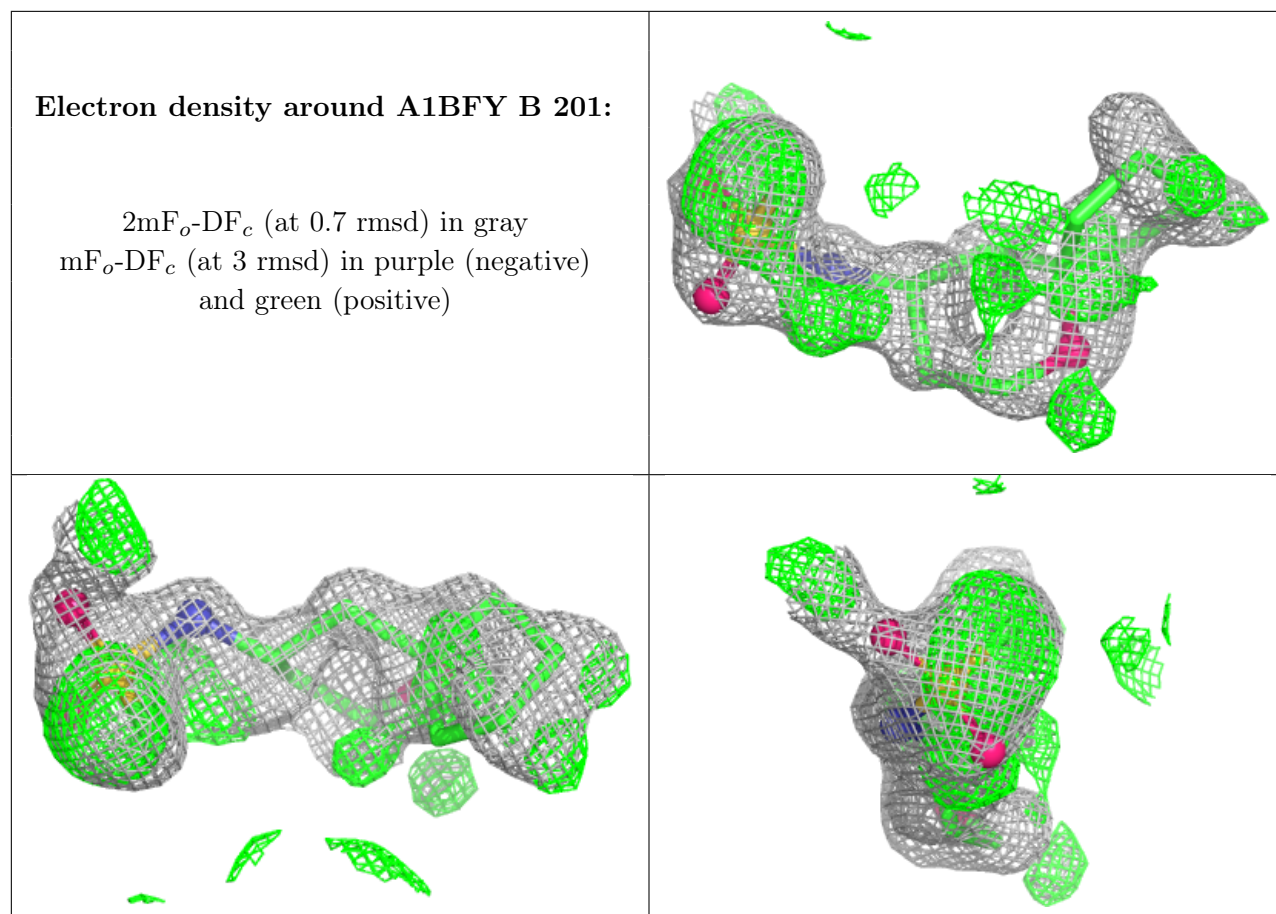 Electron density around A1BFY B 201:
2mFo-DFc (at 0.7 rmsd) in gray
mFo-DFc (at 3 rmsd) in purple (negative)
and green (positive)